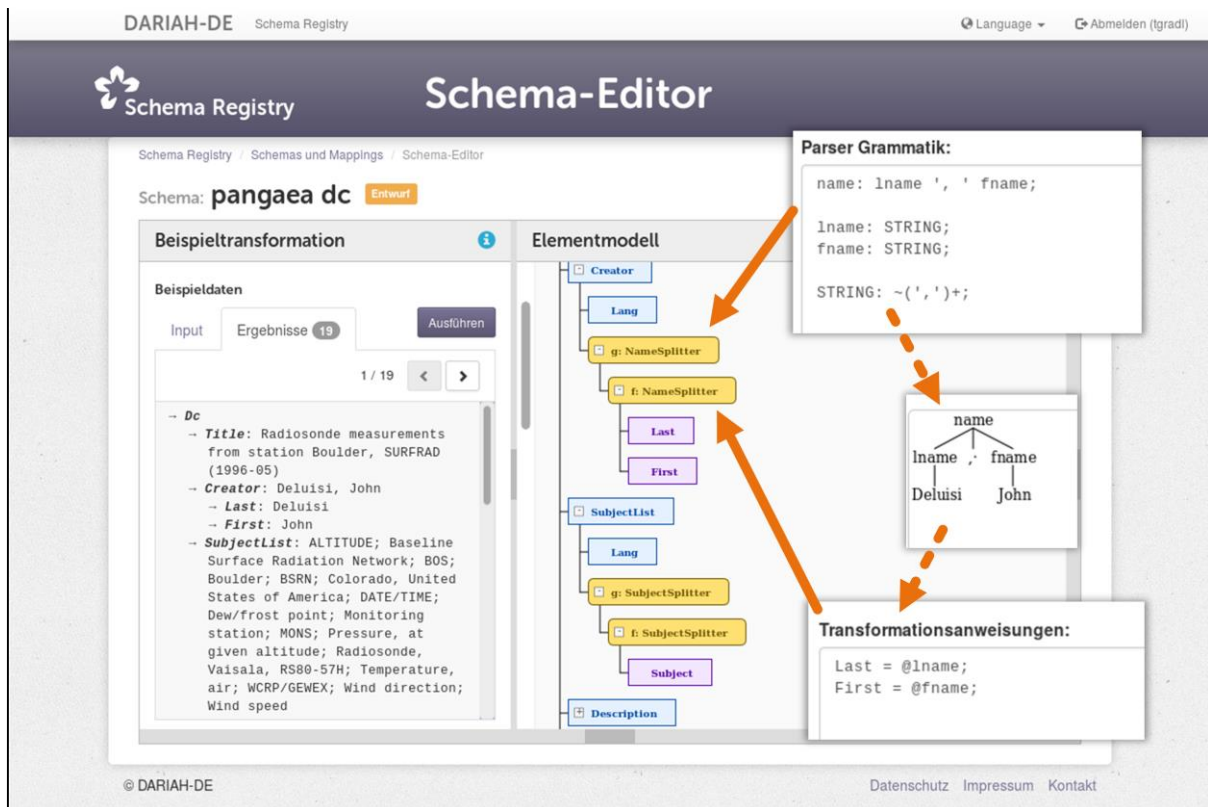 DARIAH-DE Schema Registry Language Abmelden (tgradl)
Schema Registry Schema-Editor
Schema Registry / Schemas und Mappings / Schema-Editor
Schema: pangaea dc Entwurf
Beispieltransformation
Beispieldaten
Input Ergebnisse 19 Ausführen
1 / 19 < >
→ Dc
→ Title: Radiosonde measurements
from station Boulder, SURFRAD
(1996-05)
→ Creator: Deluisi, John
→ Last: Deluisi
→ First: John
→ SubjectList: ALTITUDE; Baseline
Surface Radiation Network; BOS;
Boulder; BSRN; Colorado, United
States of America; DATE/TIME;
Dew/frost point; Monitoring
station; MONS; Pressure, at
given altitude; Radiosonde,
Vaisala, RS80-57H; Temperature,
air; WCRP/GEWEX; Wind direction;
Wind speed
Elementmodell
Creator
Lang
g: NameSplitter
f: NameSplitter
Last
First
SubjectList
Lang
g: SubjectSplitter
f: SubjectSplitter
Subject
Description
Parser Grammatik:
name: lname ', ' fname;
lname: STRING;
fname: STRING;
STRING: ~(',')+;
name
lname ,· fname
Deluisi John
Transformationsanweisungen:
Last = @lname;
First = @fname;
© DARIAH-DE Datenschutz Impressum Kontakt